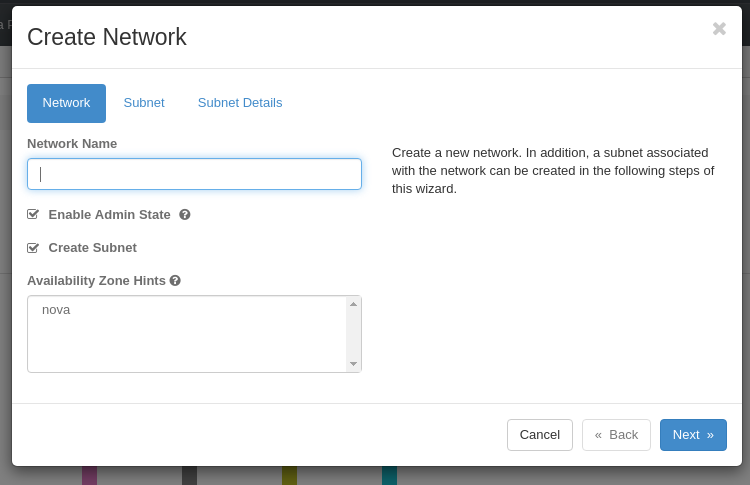 Create Network
Network Subnet Subnet Details
Network Name
Create a new network. In addition, a subnet associated
with the network can be created in the following steps of
this wizard.
Enable Admin State
Create Subnet
Availability Zone Hints
nova
Cancel « Back Next »